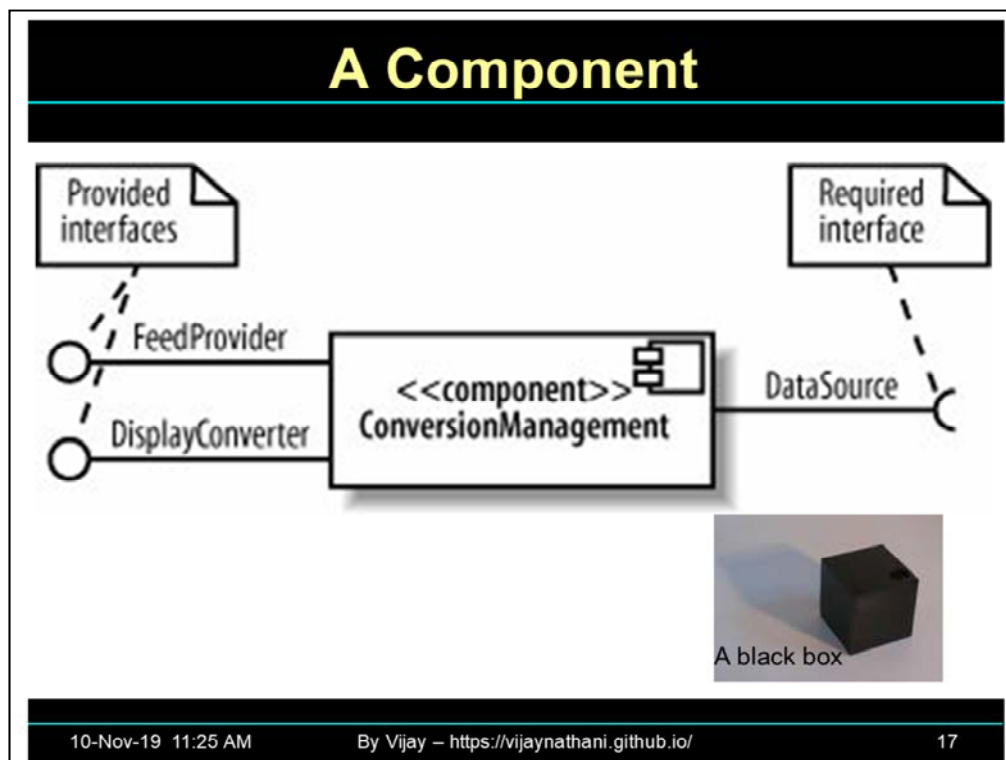 A Component
Provided
interfaces
Required
interface
FeedProvider
<<component>>
ConversionManagement
DataSource
DisplayConverter
A black box
10-Nov-19 11:25 AM
By Vijay – https://vijaynathani.github.io/
17